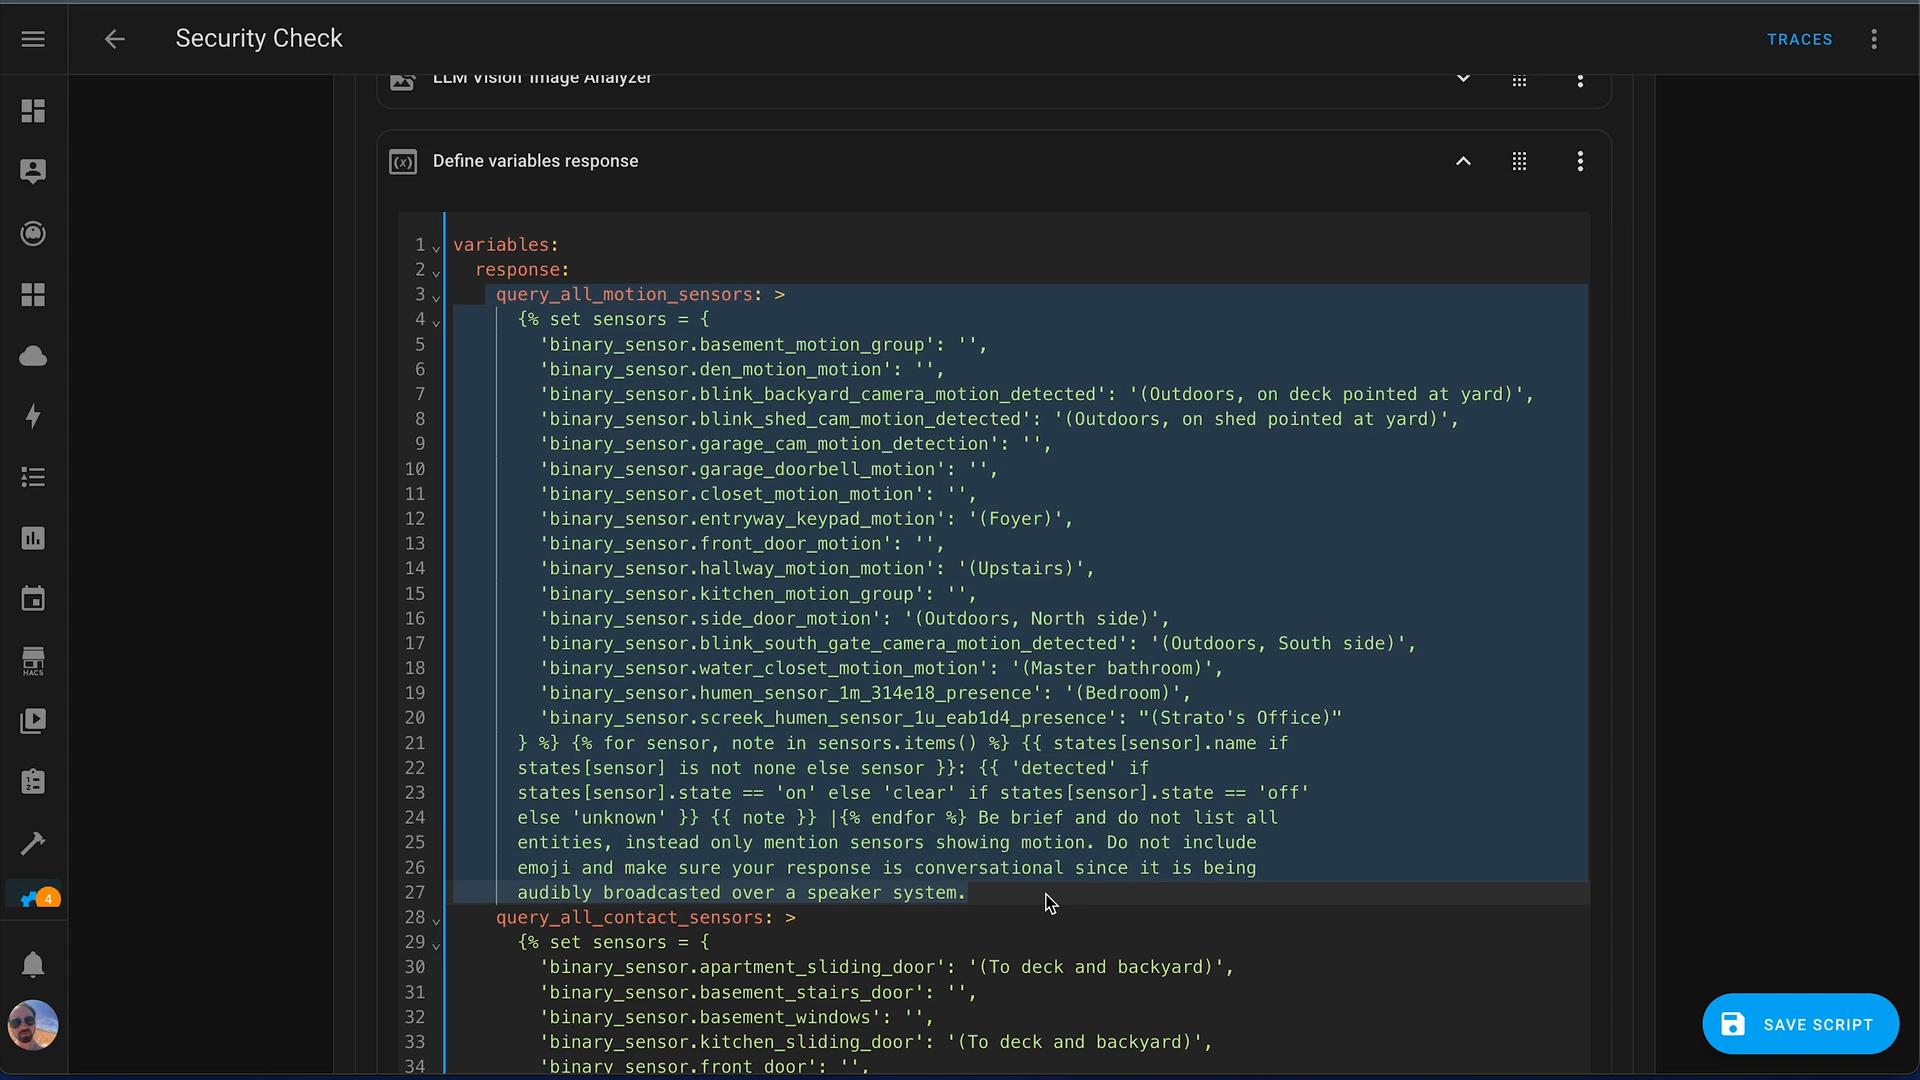 Security Check
TRACES
LLM Vision Image Analyzer
Define variables response
1 variables:
2 response:
3 query_all_motion_sensors: >
4 {% set sensors = {
5 'binary_sensor.basement_motion_group': '',
6 'binary_sensor.den_motion_motion': '',
7 'binary_sensor.blink_backyard_camera_motion_detected': '(Outdoors, on deck pointed at yard)',
8 'binary_sensor.blink_shed_cam_motion_detected': '(Outdoors, on shed pointed at yard)',
9 'binary_sensor.garage_cam_motion_detection': '',
10 'binary_sensor.garage_doorbell_motion': '',
11 'binary_sensor.closet_motion_motion': '',
12 'binary_sensor.entryway_keypad_motion': '(Foyer)',
13 'binary_sensor.front_door_motion': '',
14 'binary_sensor.hallway_motion_motion': '(Upstairs)',
15 'binary_sensor.kitchen_motion_group': '',
16 'binary_sensor.side_door_motion': '(Outdoors, North side)',
17 'binary_sensor.blink_south_gate_camera_motion_detected': '(Outdoors, South side)',
18 'binary_sensor.water_closet_motion_motion': '(Master bathroom)',
19 'binary_sensor.humen_sensor_1m_314e18_presence': '(Bedroom)',
20 'binary_sensor.screek_humen_sensor_1u_eab1d4_presence': "(Strato's Office)"
21 } %} {% for sensor, note in sensors.items() %} {{ states[sensor].name if
22 states[sensor] is not none else sensor }}: {{ 'detected' if
23 states[sensor].state == 'on' else 'clear' if states[sensor].state == 'off'
24 else 'unknown' }} {{ note }} |{% endfor %} Be brief and do not list all
25 entities, instead only mention sensors showing motion. Do not include
26 emoji and make sure your response is conversational since it is being
27 audibly broadcasted over a speaker system.
28 query_all_contact_sensors: >
29 {% set sensors = {
30 'binary_sensor.apartment_sliding_door': '(To deck and backyard)',
31 'binary_sensor.basement_stairs_door': '',
32 'binary_sensor.basement_windows': '',
33 'binary_sensor.kitchen_sliding_door': '(To deck and backyard)',
34 'binary_sensor.front_door': '',
HACS
4
SAVE SCRIPT